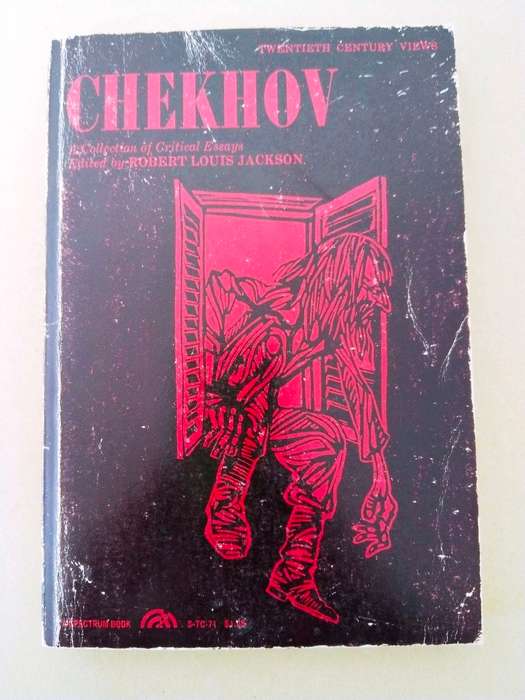 TWENTIETH CENTURY VIEWS
CHEKHOV
A Collection of Critical Essays
Edited by ROBERT LOUIS JACKSON
SPECTRUM BOOK
S-TC-71